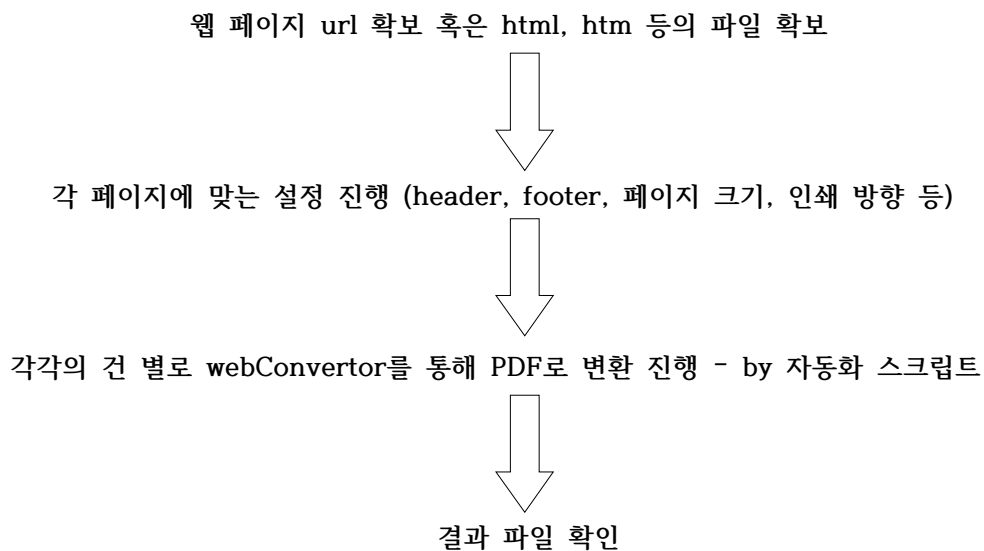 웹 페이지 url 확보 혹은 html, htm 등의 파일 확보
각 페이지에 맞는 설정 진행 (header, footer, 페이지 크기, 인쇄 방향 등)
각각의 건 별로 webConvertor를 통해 PDF로 변환 진행 - by 자동화 스크립트
결과 파일 확인